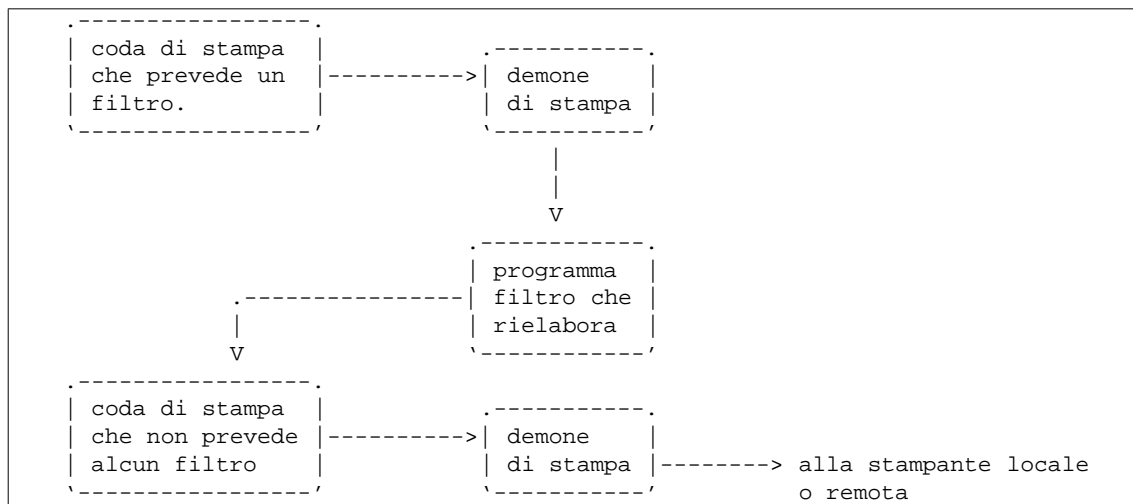 coda di stampa
che prevede un
filtro.
demone
di stampa
V
programma
filtro che
rielabora
V
coda di stampa
che non prevede
alcun filtro
demone
di stampa
alla stampante locale
o remota